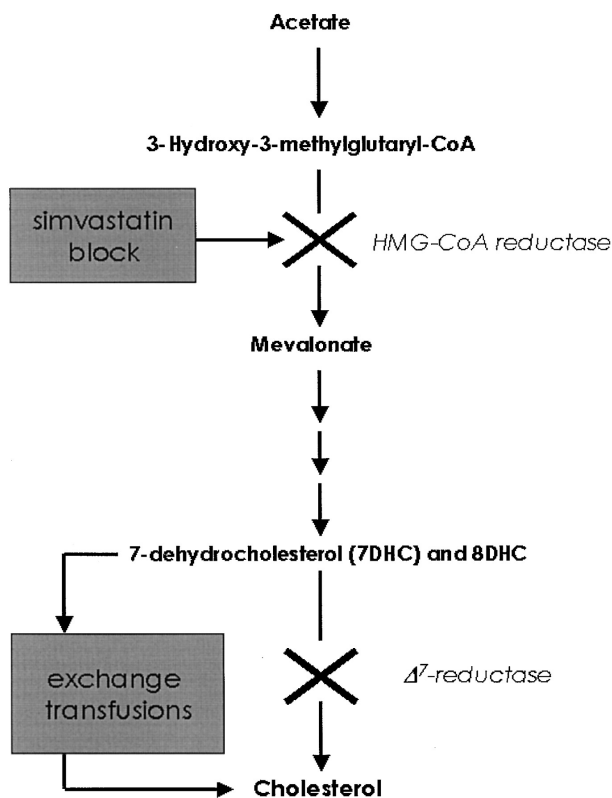 Acetate
3-Hydroxy-3-methylglutaryl-CoA
simvastatin
block
HMG-CoA reductase
Mevalonate
7-dehydrocholesterol (7DHC) and 8DHC
exchange
transfusions
Δ⁷-reductase
Cholesterol